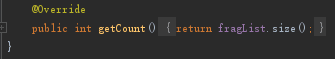 @Override
public int getCount() { return fragList.size(); }
}